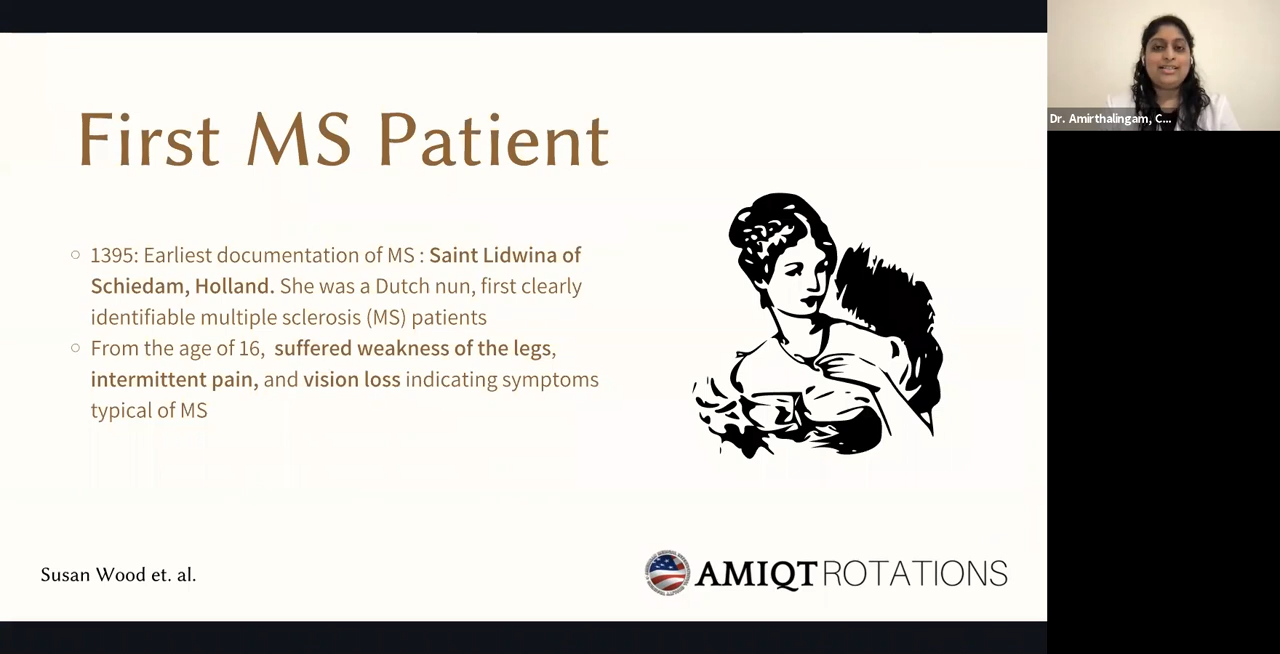 First MS Patient
1395: Earliest documentation of MS : Saint Lidwina of
Schiedam, Holland. She was a Dutch nun, first clearly
identifiable multiple sclerosis (MS) patients
From the age of 16, suffered weakness of the legs,
intermittent pain, and vision loss indicating symptoms
typical of MS
Susan Wood et. al.
AMIQT ROTATIONS
Dr. Amirthalingam, C...